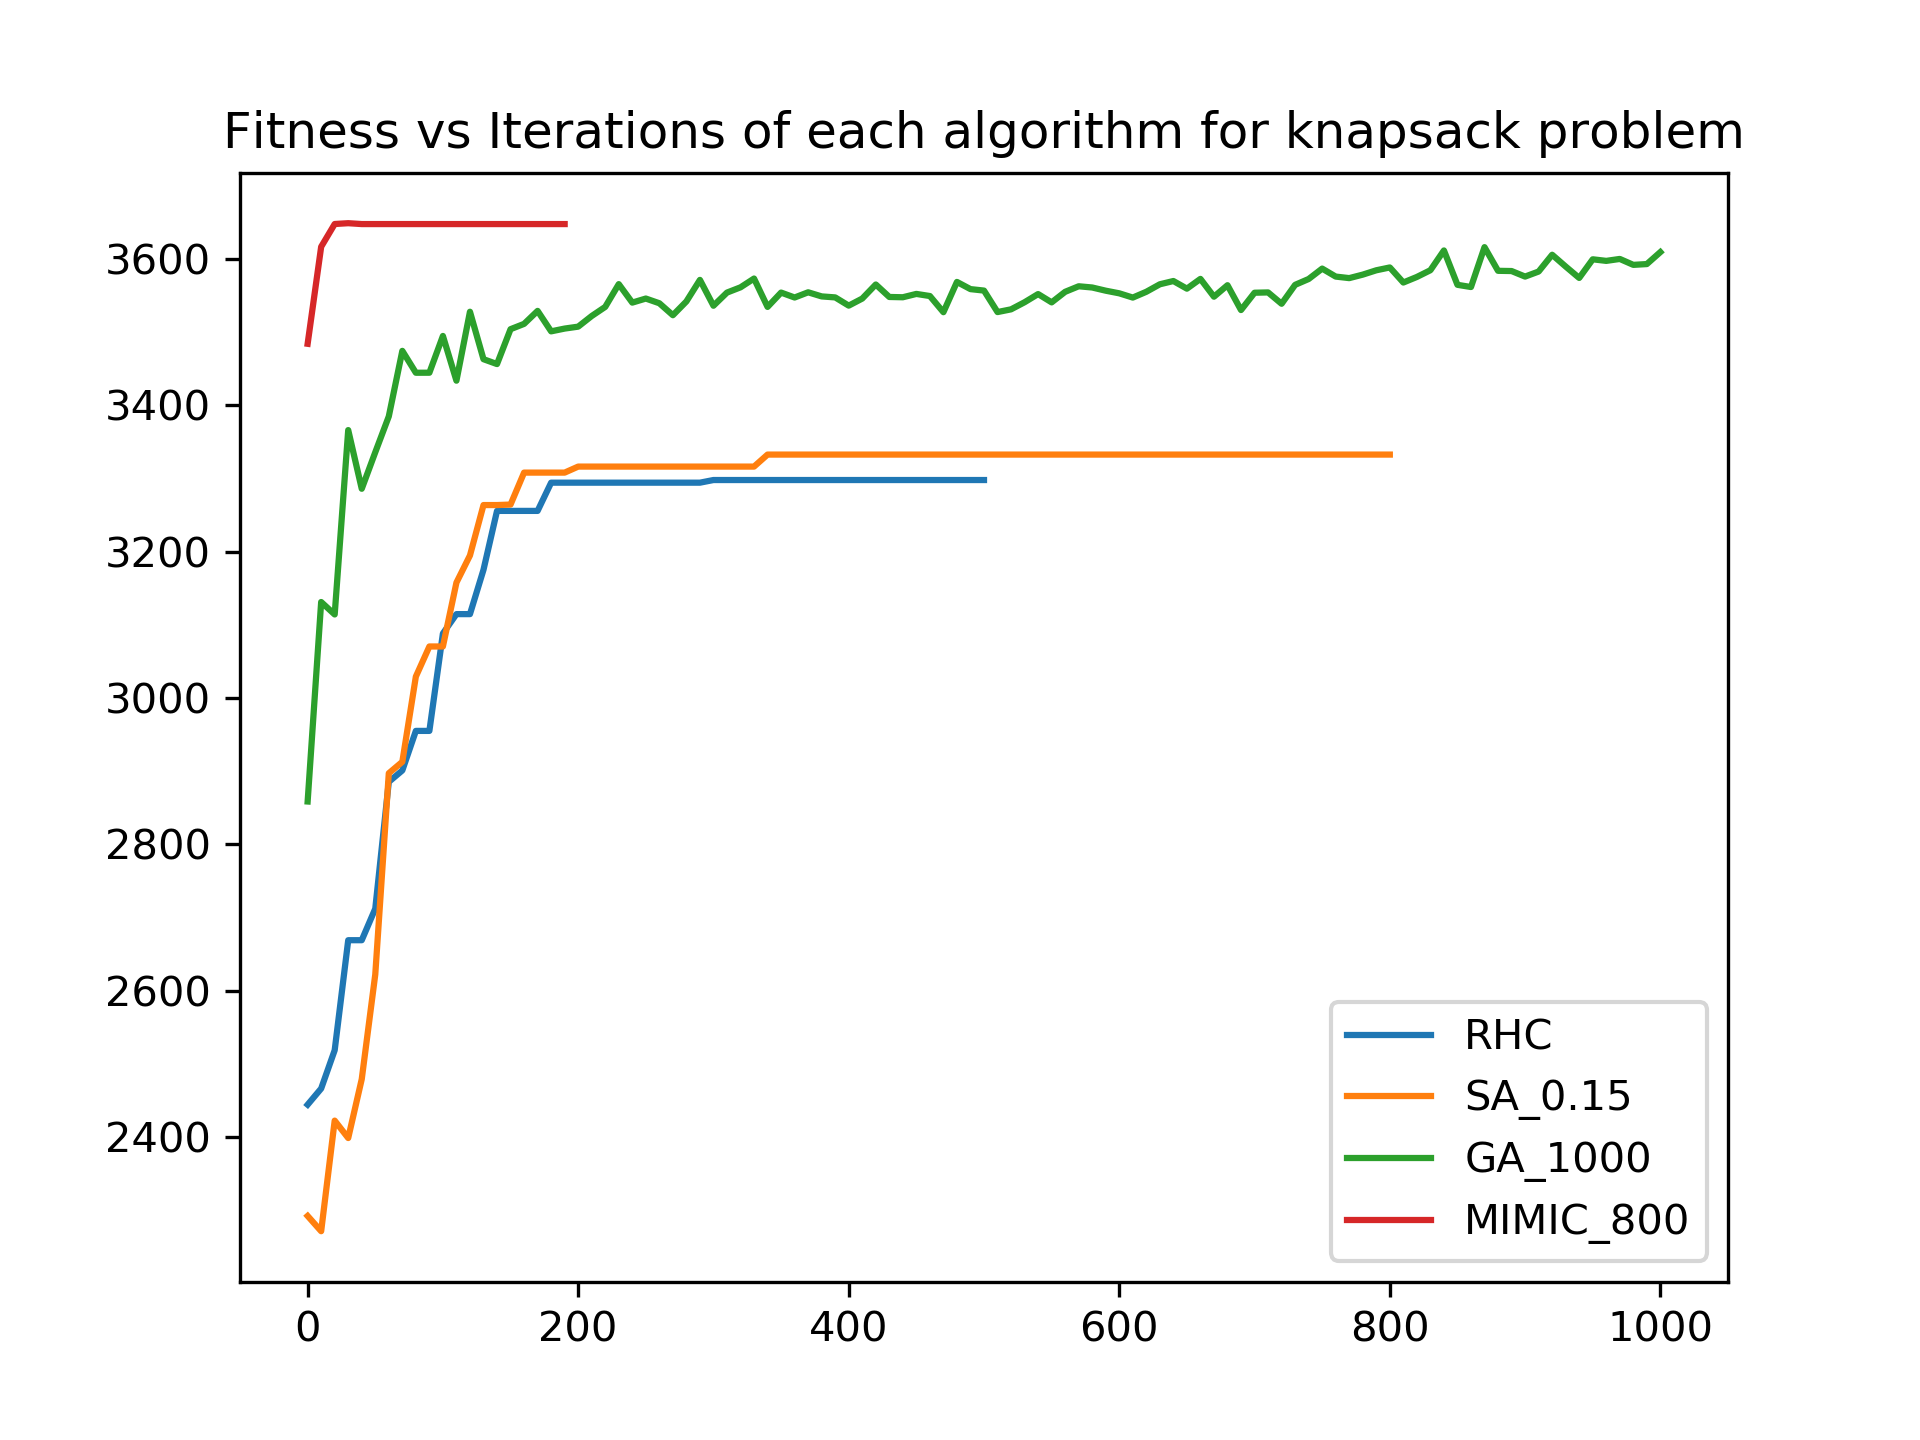 Fitness vs Iterations of each algorithm for knapsack problem
3600
3400
3200
3000
2800
2600
2400
0 200 400 600 800 1000
RHC
SA_0.15
GA_1000
MIMIC_800